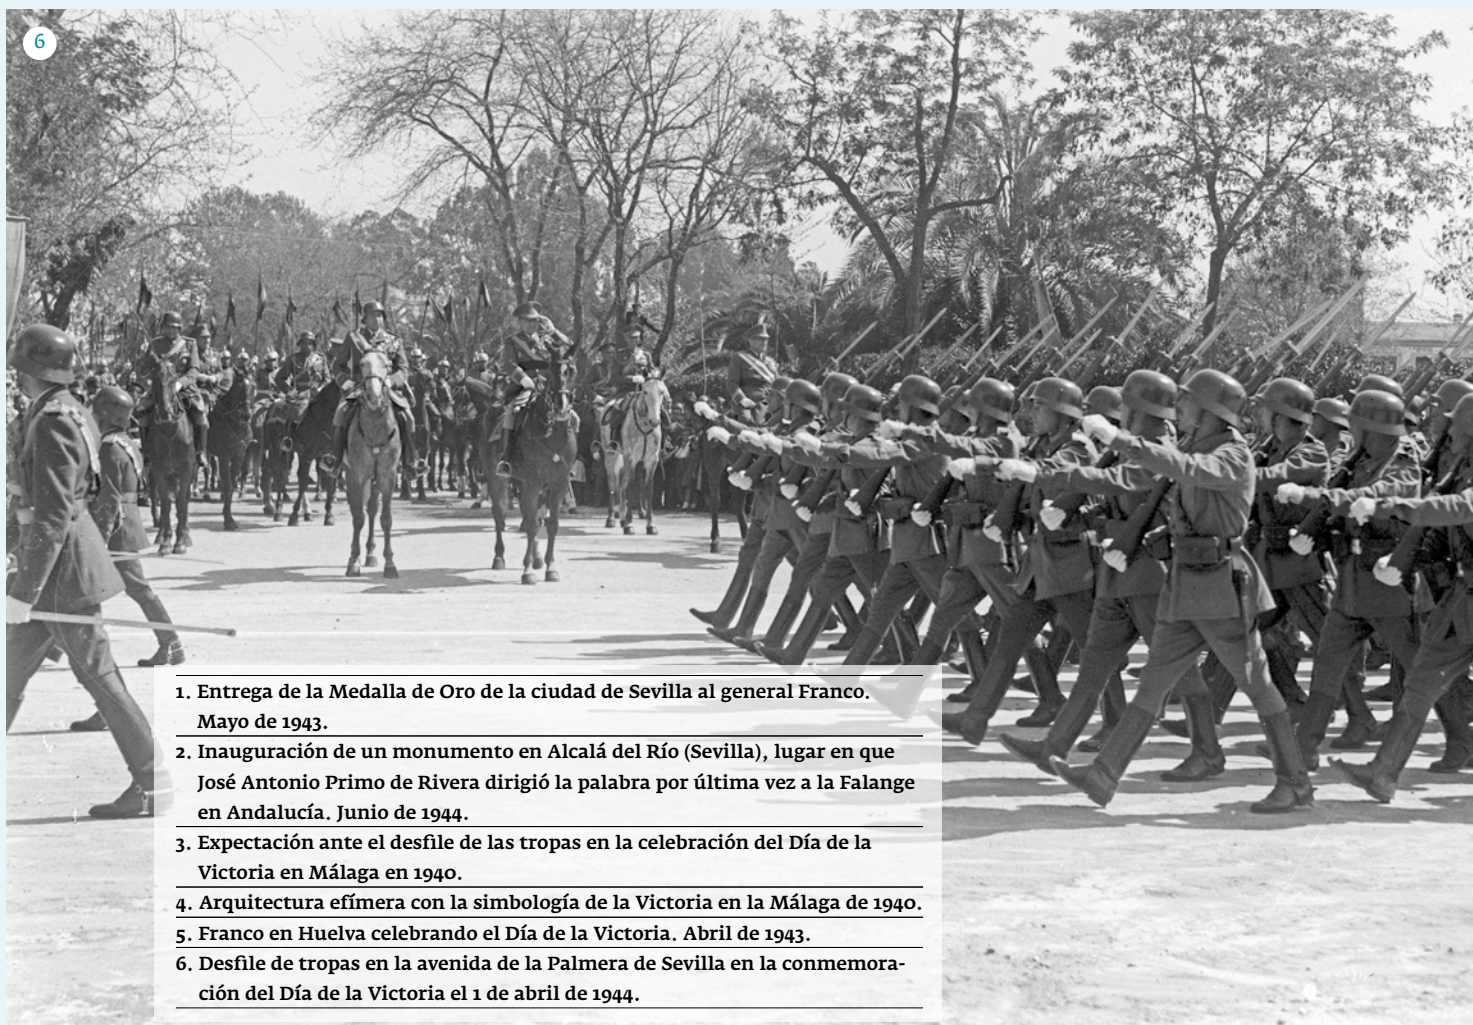 6
1. Entrega de la Medalla de Oro de la ciudad de Sevilla al general Franco.
Mayo de 1943.
2. Inauguración de un monumento en Alcalá del Río (Sevilla), lugar en que
José Antonio Primo de Rivera dirigió la palabra por última vez a la Falange
en Andalucía. Junio de 1944.
3. Expectación ante el desfile de las tropas en la celebración del Día de la
Victoria en Málaga en 1940.
4. Arquitectura efímera con la simbología de la Victoria en la Málaga de 1940.
5. Franco en Huelva celebrando el Día de la Victoria. Abril de 1943.
6. Desfile de tropas en la avenida de la Palmera de Sevilla en la conmemora-
ción del Día de la Victoria el 1 de abril de 1944.